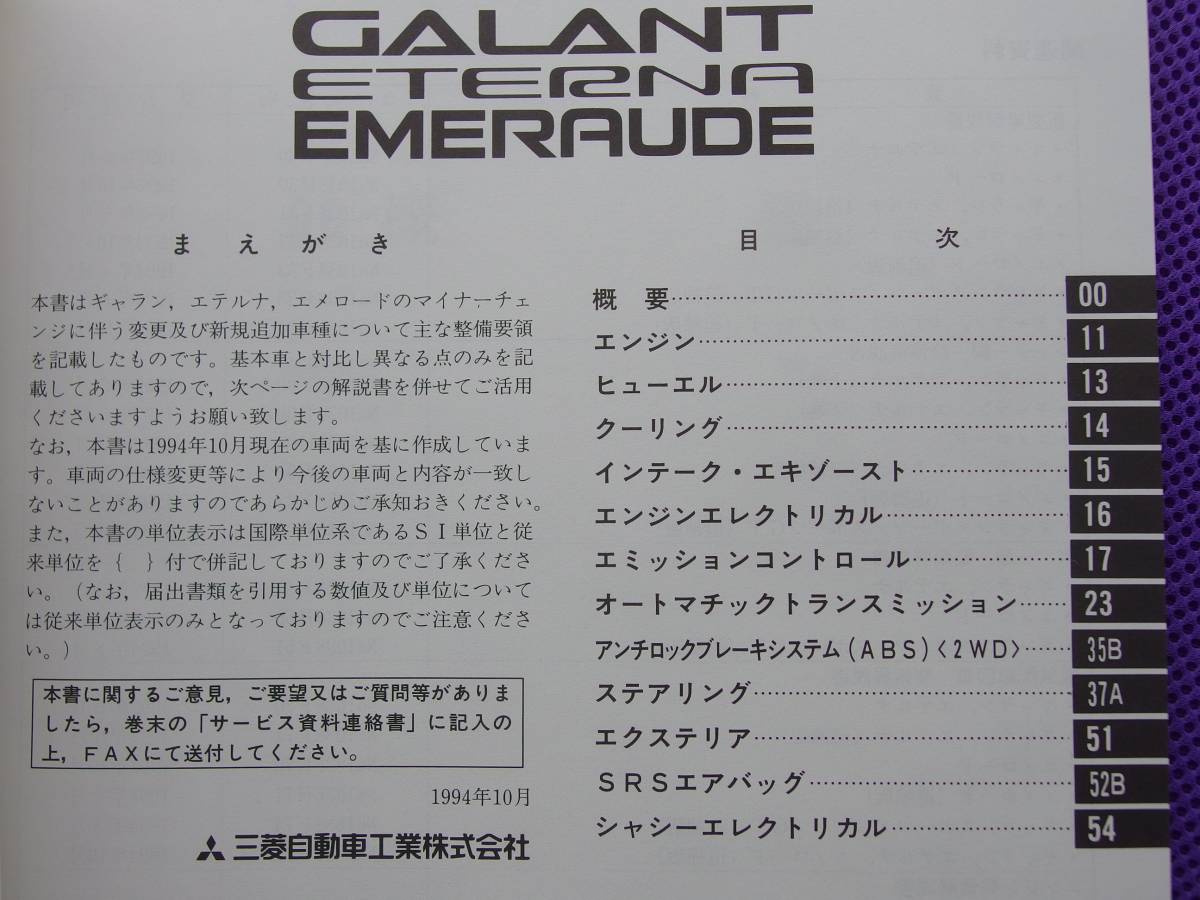 GALANT
ETERNA
EMERAUDE
まえがき
本書はギャラン，エテルナ，エメロードのマイナーチェ
ンジに伴う変更及び新規追加車種について主な整備要領
を記載したものです。基本車と対比し異なる点のみを記
載してありますので，次ページの解説書を併せてご活用
くださいますようお願い致します。
なお，本書は1994年10月現在の車両を基に作成していま
す。車両の仕様変更等により今後の車両と内容が一致し
ないことがありますのであらかじめご承知おきください。
また，本書の単位表示は国際単位系であるＳＩ単位と従
来単位を｛　｝付で併記しておりますのでご了承くださ
い。（なお，届出書類を引用する数値及び単位について
は従来単位表示のみとなっておりますのでご注意くださ
い。）
本書に関するご意見，ご要望又はご質問等がありま
したら，巻末の「サービス資料連絡書」に記入の
上，ＦＡＸにて送付してください。
1994年10月
三菱自動車工業株式会社
目次
概要……………………………… 00
エンジン……………………………… 11
ヒューエル……………………………… 13
クーリング……………………………… 14
インテーク・エキゾースト……………… 15
エンジンエレクトリカル……………… 16
エミッションコントロール……………… 17
オートマチックトランスミッション…… 23
アンチロックブレーキシステム（ＡＢＳ）〈２ＷＤ〉…… 35B
ステアリング……………………………… 37A
エクステリア……………………………… 51
ＳＲＳエアバッグ……………………… 52B
シャシーエレクトリカル……………… 54